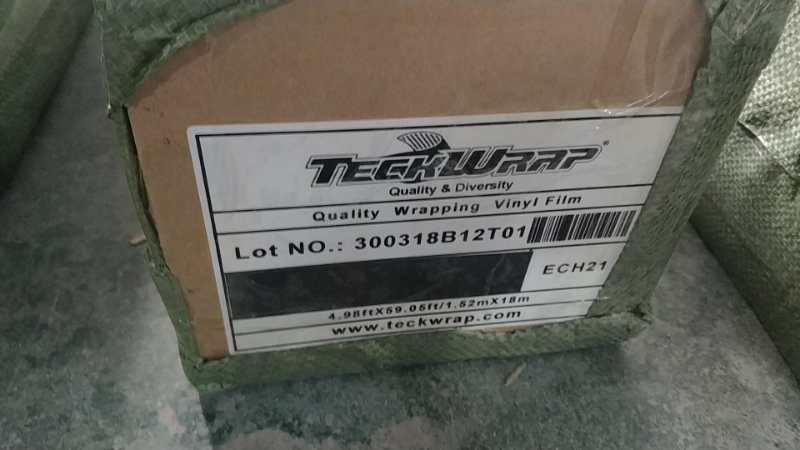 TECKWRAP®
Quality & Diversity
Quality Wrapping Vinyl Film
Lot NO.: 300318B12T01
ECH21
4.98ftX59.05ft/1.52mX18m
www.teckwrap.com